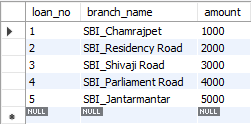 loan_no branch_name amount
1 SBI_Chamrajpet 1000
2 SBI_Residency Road 2000
3 SBI_Shivaji Road 3000
4 SBI_Parliament Road 4000
5 SBI_Jantarmantar 5000
NULL NULL NULL